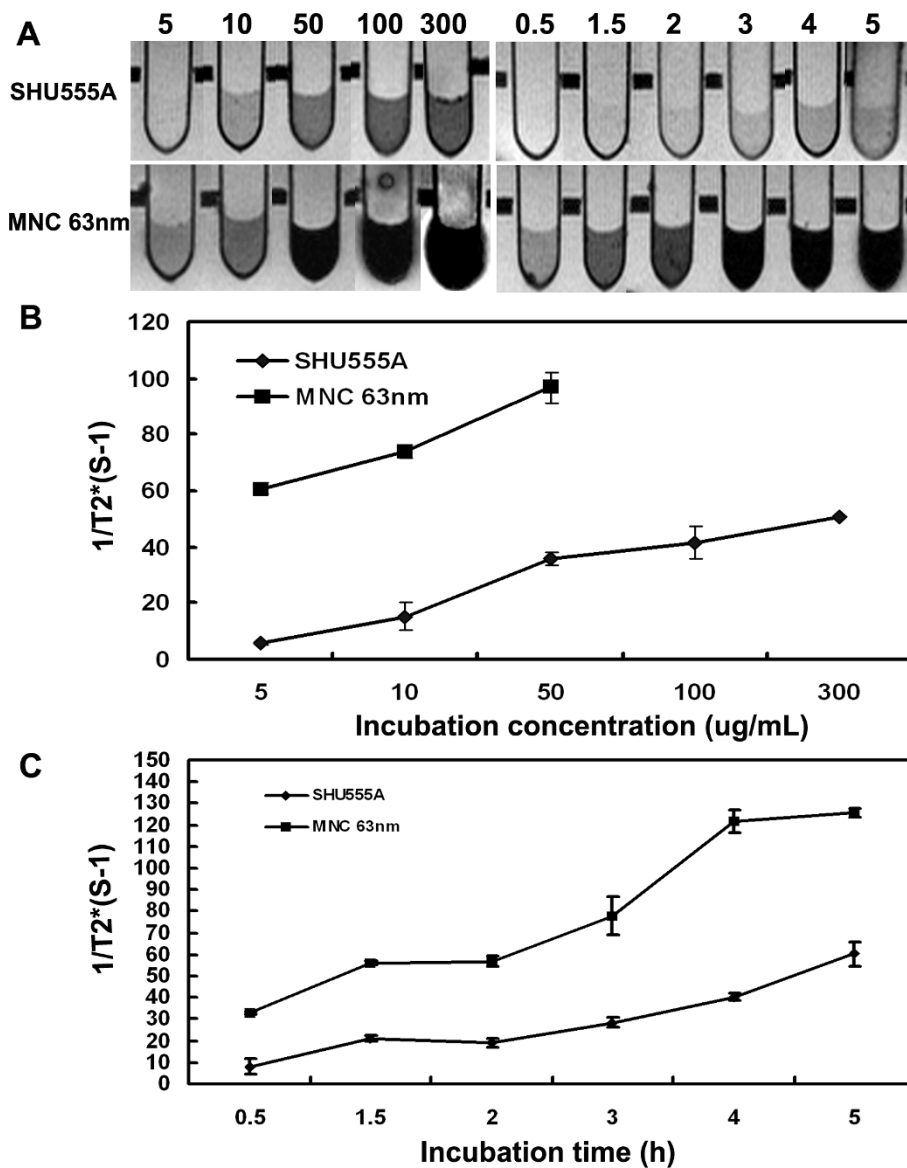 A
5 10 50 100 300 0.5 1.5 2 3 4 5
SHU555A
MNC 63nm
B
120
100
80
60
40
20
0
1/T2*(S-1)
SHU555A
MNC 63nm
5 10 50 100 300
Incubation concentration (ug/mL)
C
150
140
130
120
110
100
90
80
70
60
50
40
30
20
10
0
1/T2*(S-1)
SHU555A
MNC 63nm
0.5 1.5 2 3 4 5
Incubation time (h)